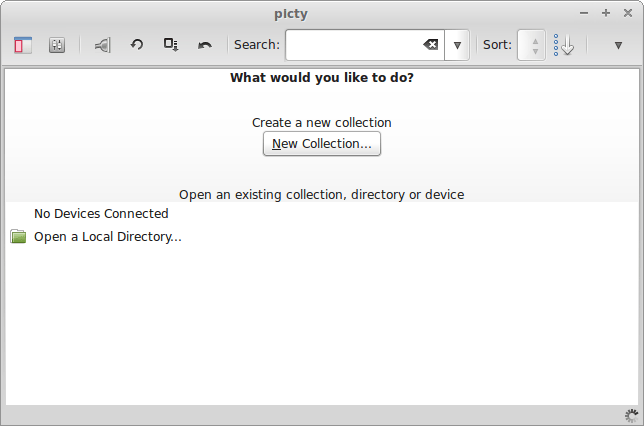 picty
Search: Sort:
What would you like to do?
Create a new collection
New Collection...
Open an existing collection, directory or device
No Devices Connected
Open a Local Directory...